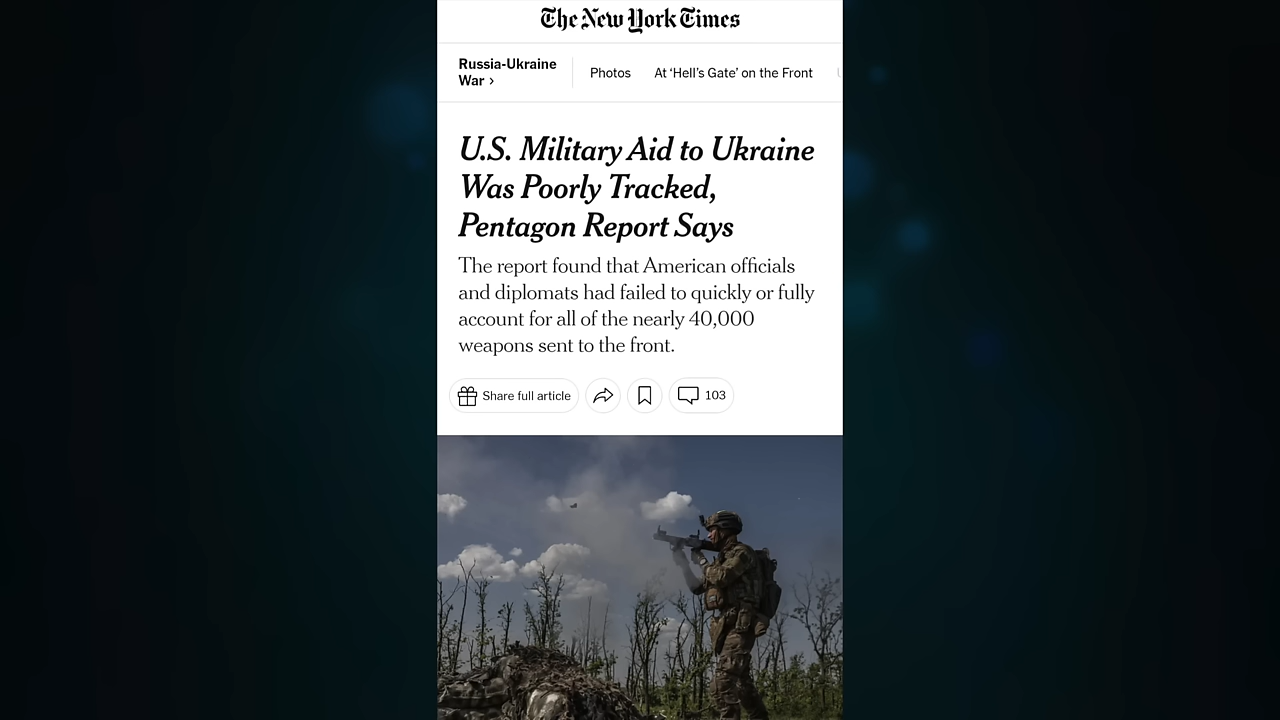 The New York Times
Russia-Ukraine
War ›
Photos
At ‘Hell’s Gate’ on the Front
U.S. Military Aid to Ukraine
Was Poorly Tracked,
Pentagon Report Says
The report found that American officials
and diplomats had failed to quickly or fully
account for all of the nearly 40,000
weapons sent to the front.
Share full article
103